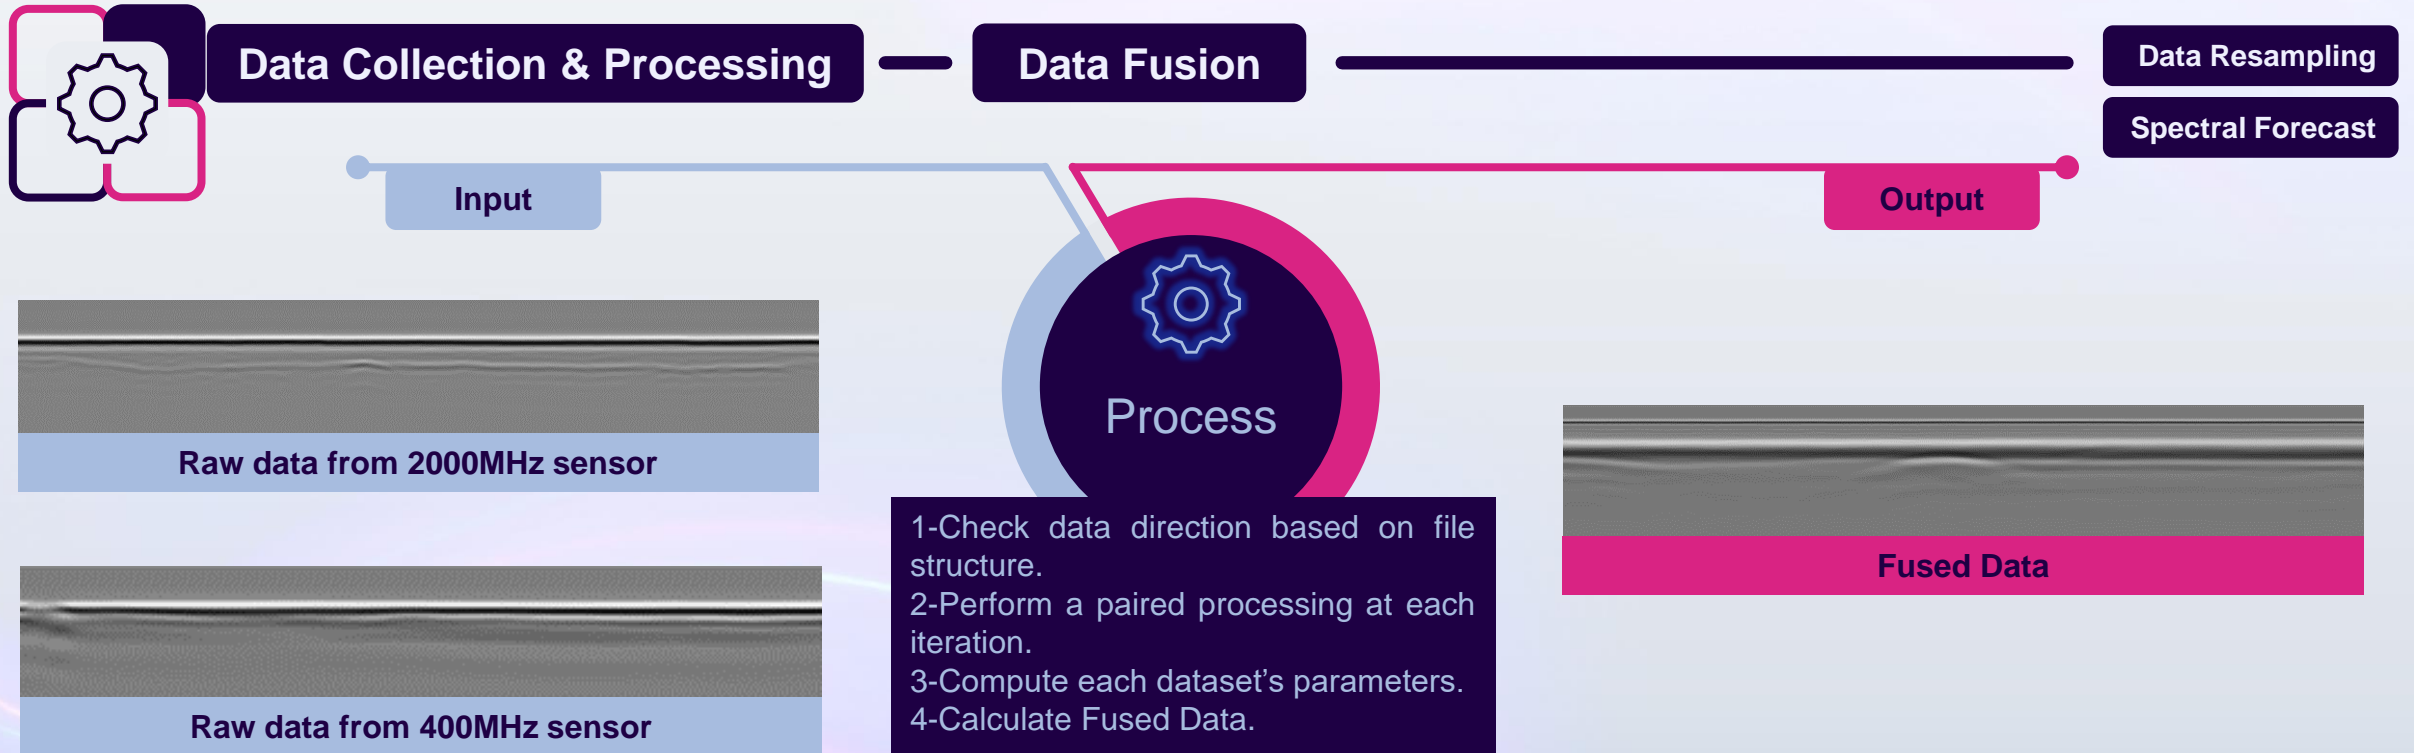 Data Collection & Processing
Data Fusion
Data Resampling
Spectral Forecast
Input
Output
Raw data from 2000MHz sensor
Raw data from 400MHz sensor
Process
1-Check data direction based on file
structure.
2-Perform a paired processing at each
iteration.
3-Compute each dataset’s parameters.
4-Calculate Fused Data.
Fused Data